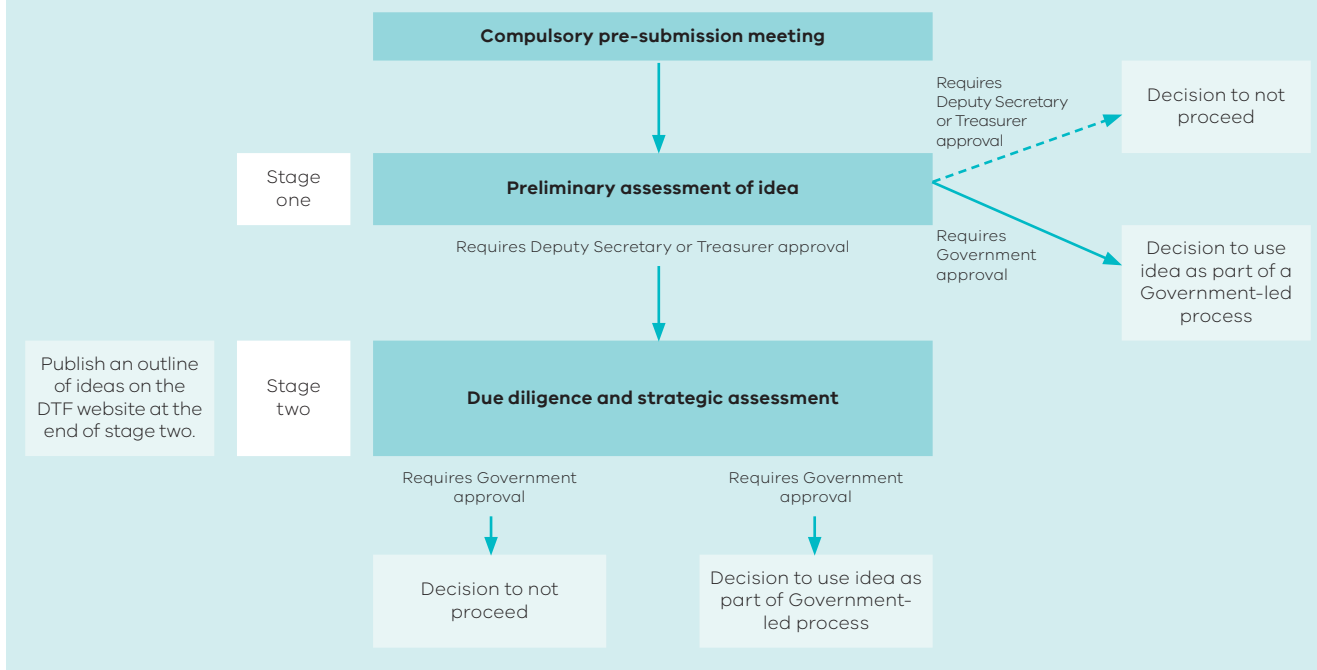 Compulsory pre-submission meeting
Requires
Deputy Secretary
or Treasurer
approval
Decision to not
proceed
Stage
one
Preliminary assessment of idea
Requires Deputy Secretary or Treasurer approval
Requires
Government
approval
Decision to use
idea as part of a
Government-led
process
Publish an outline
of ideas on the
DTF website at the
end of stage two.
Stage
two
Due diligence and strategic assessment
Requires Government
approval
Requires Government
approval
Decision to not
proceed
Decision to use idea as
part of Government-
led process